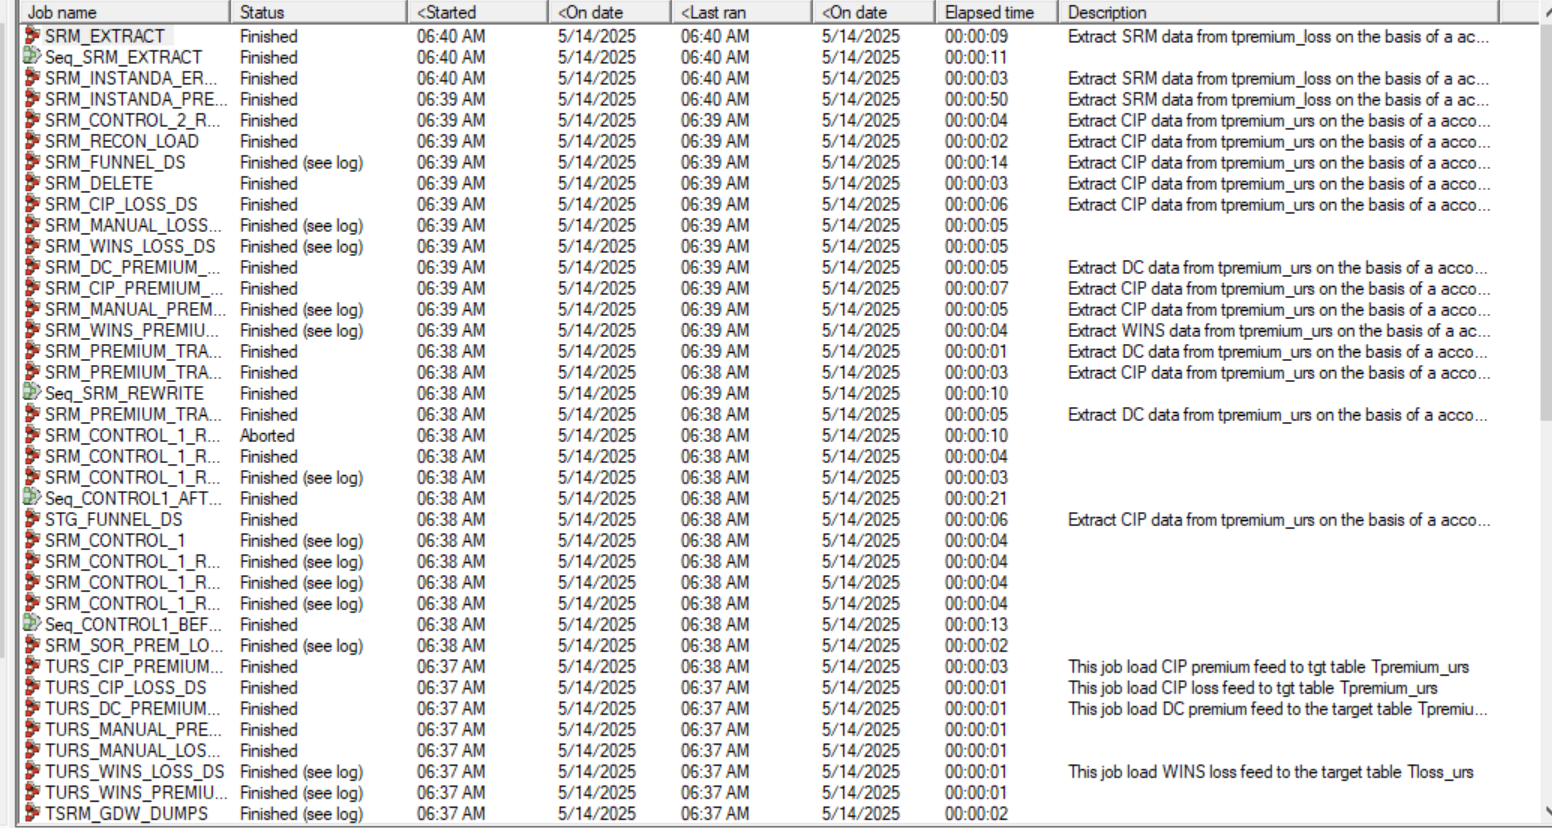 Job name Status <Started <On date <Last ran <On date Elapsed time Description
SRM_EXTRACT Finished 06:40 AM 5/14/2025 06:40 AM 5/14/2025 00:00:09 Extract SRM data from tpremium_loss on the basis of a ac...
Seq_SRM_EXTRACT Finished 06:40 AM 5/14/2025 06:40 AM 5/14/2025 00:00:11
SRM_INSTANDA_ER... Finished 06:40 AM 5/14/2025 06:40 AM 5/14/2025 00:00:03 Extract SRM data from tpremium_loss on the basis of a ac...
SRM_INSTANDA_PRE... Finished 06:39 AM 5/14/2025 06:40 AM 5/14/2025 00:00:50 Extract SRM data from tpremium_loss on the basis of a ac...
SRM_CONTROL_2_R... Finished 06:39 AM 5/14/2025 06:39 AM 5/14/2025 00:00:04 Extract CIP data from tpremium_urs on the basis of a acco...
SRM_RECON_LOAD Finished 06:39 AM 5/14/2025 06:39 AM 5/14/2025 00:00:02 Extract CIP data from tpremium_urs on the basis of a acco...
SRM_FUNNEL_DS Finished (see log) 06:39 AM 5/14/2025 06:39 AM 5/14/2025 00:00:14 Extract CIP data from tpremium_urs on the basis of a acco...
SRM_DELETE Finished 06:39 AM 5/14/2025 06:39 AM 5/14/2025 00:00:03 Extract CIP data from tpremium_urs on the basis of a acco...
SRM_CIP_LOSS_DS Finished 06:39 AM 5/14/2025 06:39 AM 5/14/2025 00:00:06 Extract CIP data from tpremium_urs on the basis of a acco...
SRM_MANUAL_LOSS... Finished (see log) 06:39 AM 5/14/2025 06:39 AM 5/14/2025 00:00:05
SRM_WINS_LOSS_DS Finished (see log) 06:39 AM 5/14/2025 06:39 AM 5/14/2025 00:00:05
SRM_DC_PREMIUM_... Finished 06:39 AM 5/14/2025 06:39 AM 5/14/2025 00:00:05 Extract DC data from tpremium_urs on the basis of a acco...
SRM_CIP_PREMIUM_... Finished 06:39 AM 5/14/2025 06:39 AM 5/14/2025 00:00:07 Extract CIP data from tpremium_urs on the basis of a acco...
SRM_MANUAL_PREM... Finished (see log) 06:39 AM 5/14/2025 06:39 AM 5/14/2025 00:00:05 Extract CIP data from tpremium_urs on the basis of a acco...
SRM_WINS_PREMIU... Finished (see log) 06:39 AM 5/14/2025 06:39 AM 5/14/2025 00:00:04 Extract WINS data from tpremium_urs on the basis of a ac...
SRM_PREMIUM_TRA... Finished 06:38 AM 5/14/2025 06:39 AM 5/14/2025 00:00:01 Extract DC data from tpremium_urs on the basis of a acco...
SRM_PREMIUM_TRA... Finished 06:38 AM 5/14/2025 06:39 AM 5/14/2025 00:00:03 Extract CIP data from tpremium_urs on the basis of a acco...
Seq_SRM_REWRITE Finished 06:38 AM 5/14/2025 06:39 AM 5/14/2025 00:00:10
SRM_PREMIUM_TRA... Finished 06:38 AM 5/14/2025 06:38 AM 5/14/2025 00:00:05 Extract DC data from tpremium_urs on the basis of a acco...
SRM_CONTROL_1_R... Aborted 06:38 AM 5/14/2025 06:38 AM 5/14/2025 00:00:10
SRM_CONTROL_1_R... Finished 06:38 AM 5/14/2025 06:38 AM 5/14/2025 00:00:04
SRM_CONTROL_1_R... Finished (see log) 06:38 AM 5/14/2025 06:38 AM 5/14/2025 00:00:03
Seq_CONTROL1_AFT... Finished 06:38 AM 5/14/2025 06:38 AM 5/14/2025 00:00:21
STG_FUNNEL_DS Finished 06:38 AM 5/14/2025 06:38 AM 5/14/2025 00:00:06 Extract CIP data from tpremium_urs on the basis of a acco...
SRM_CONTROL_1 Finished (see log) 06:38 AM 5/14/2025 06:38 AM 5/14/2025 00:00:04
SRM_CONTROL_1_R... Finished (see log) 06:38 AM 5/14/2025 06:38 AM 5/14/2025 00:00:04
SRM_CONTROL_1_R... Finished (see log) 06:38 AM 5/14/2025 06:38 AM 5/14/2025 00:00:04
SRM_CONTROL_1_R... Finished (see log) 06:38 AM 5/14/2025 06:38 AM 5/14/2025 00:00:04
Seq_CONTROL1_BEF... Finished 06:38 AM 5/14/2025 06:38 AM 5/14/2025 00:00:13
SRM_SOR_PREM_LO... Finished (see log) 06:38 AM 5/14/2025 06:38 AM 5/14/2025 00:00:02
TURS_CIP_PREMIUM... Finished 06:37 AM 5/14/2025 06:38 AM 5/14/2025 00:00:03 This job load CIP premium feed to tgt table Tpremium_urs
TURS_CIP_LOSS_DS Finished 06:37 AM 5/14/2025 06:37 AM 5/14/2025 00:00:01 This job load CIP loss feed to tgt table Tpremium_urs
TURS_DC_PREMIUM... Finished 06:37 AM 5/14/2025 06:37 AM 5/14/2025 00:00:01 This job load DC premium feed to the target table Tpremiu...
TURS_MANUAL_PRE... Finished 06:37 AM 5/14/2025 06:37 AM 5/14/2025 00:00:01
TURS_MANUAL_LOS... Finished 06:37 AM 5/14/2025 06:37 AM 5/14/2025 00:00:01
TURS_WINS_LOSS_DS Finished (see log) 06:37 AM 5/14/2025 06:37 AM 5/14/2025 00:00:01 This job load WINS loss feed to the target table Tloss_urs
TURS_WINS_PREMIU... Finished (see log) 06:37 AM 5/14/2025 06:37 AM 5/14/2025 00:00:01
TSRM_GDW_DUMPS Finished (see log) 06:37 AM 5/14/2025 06:37 AM 5/14/2025 00:00:02